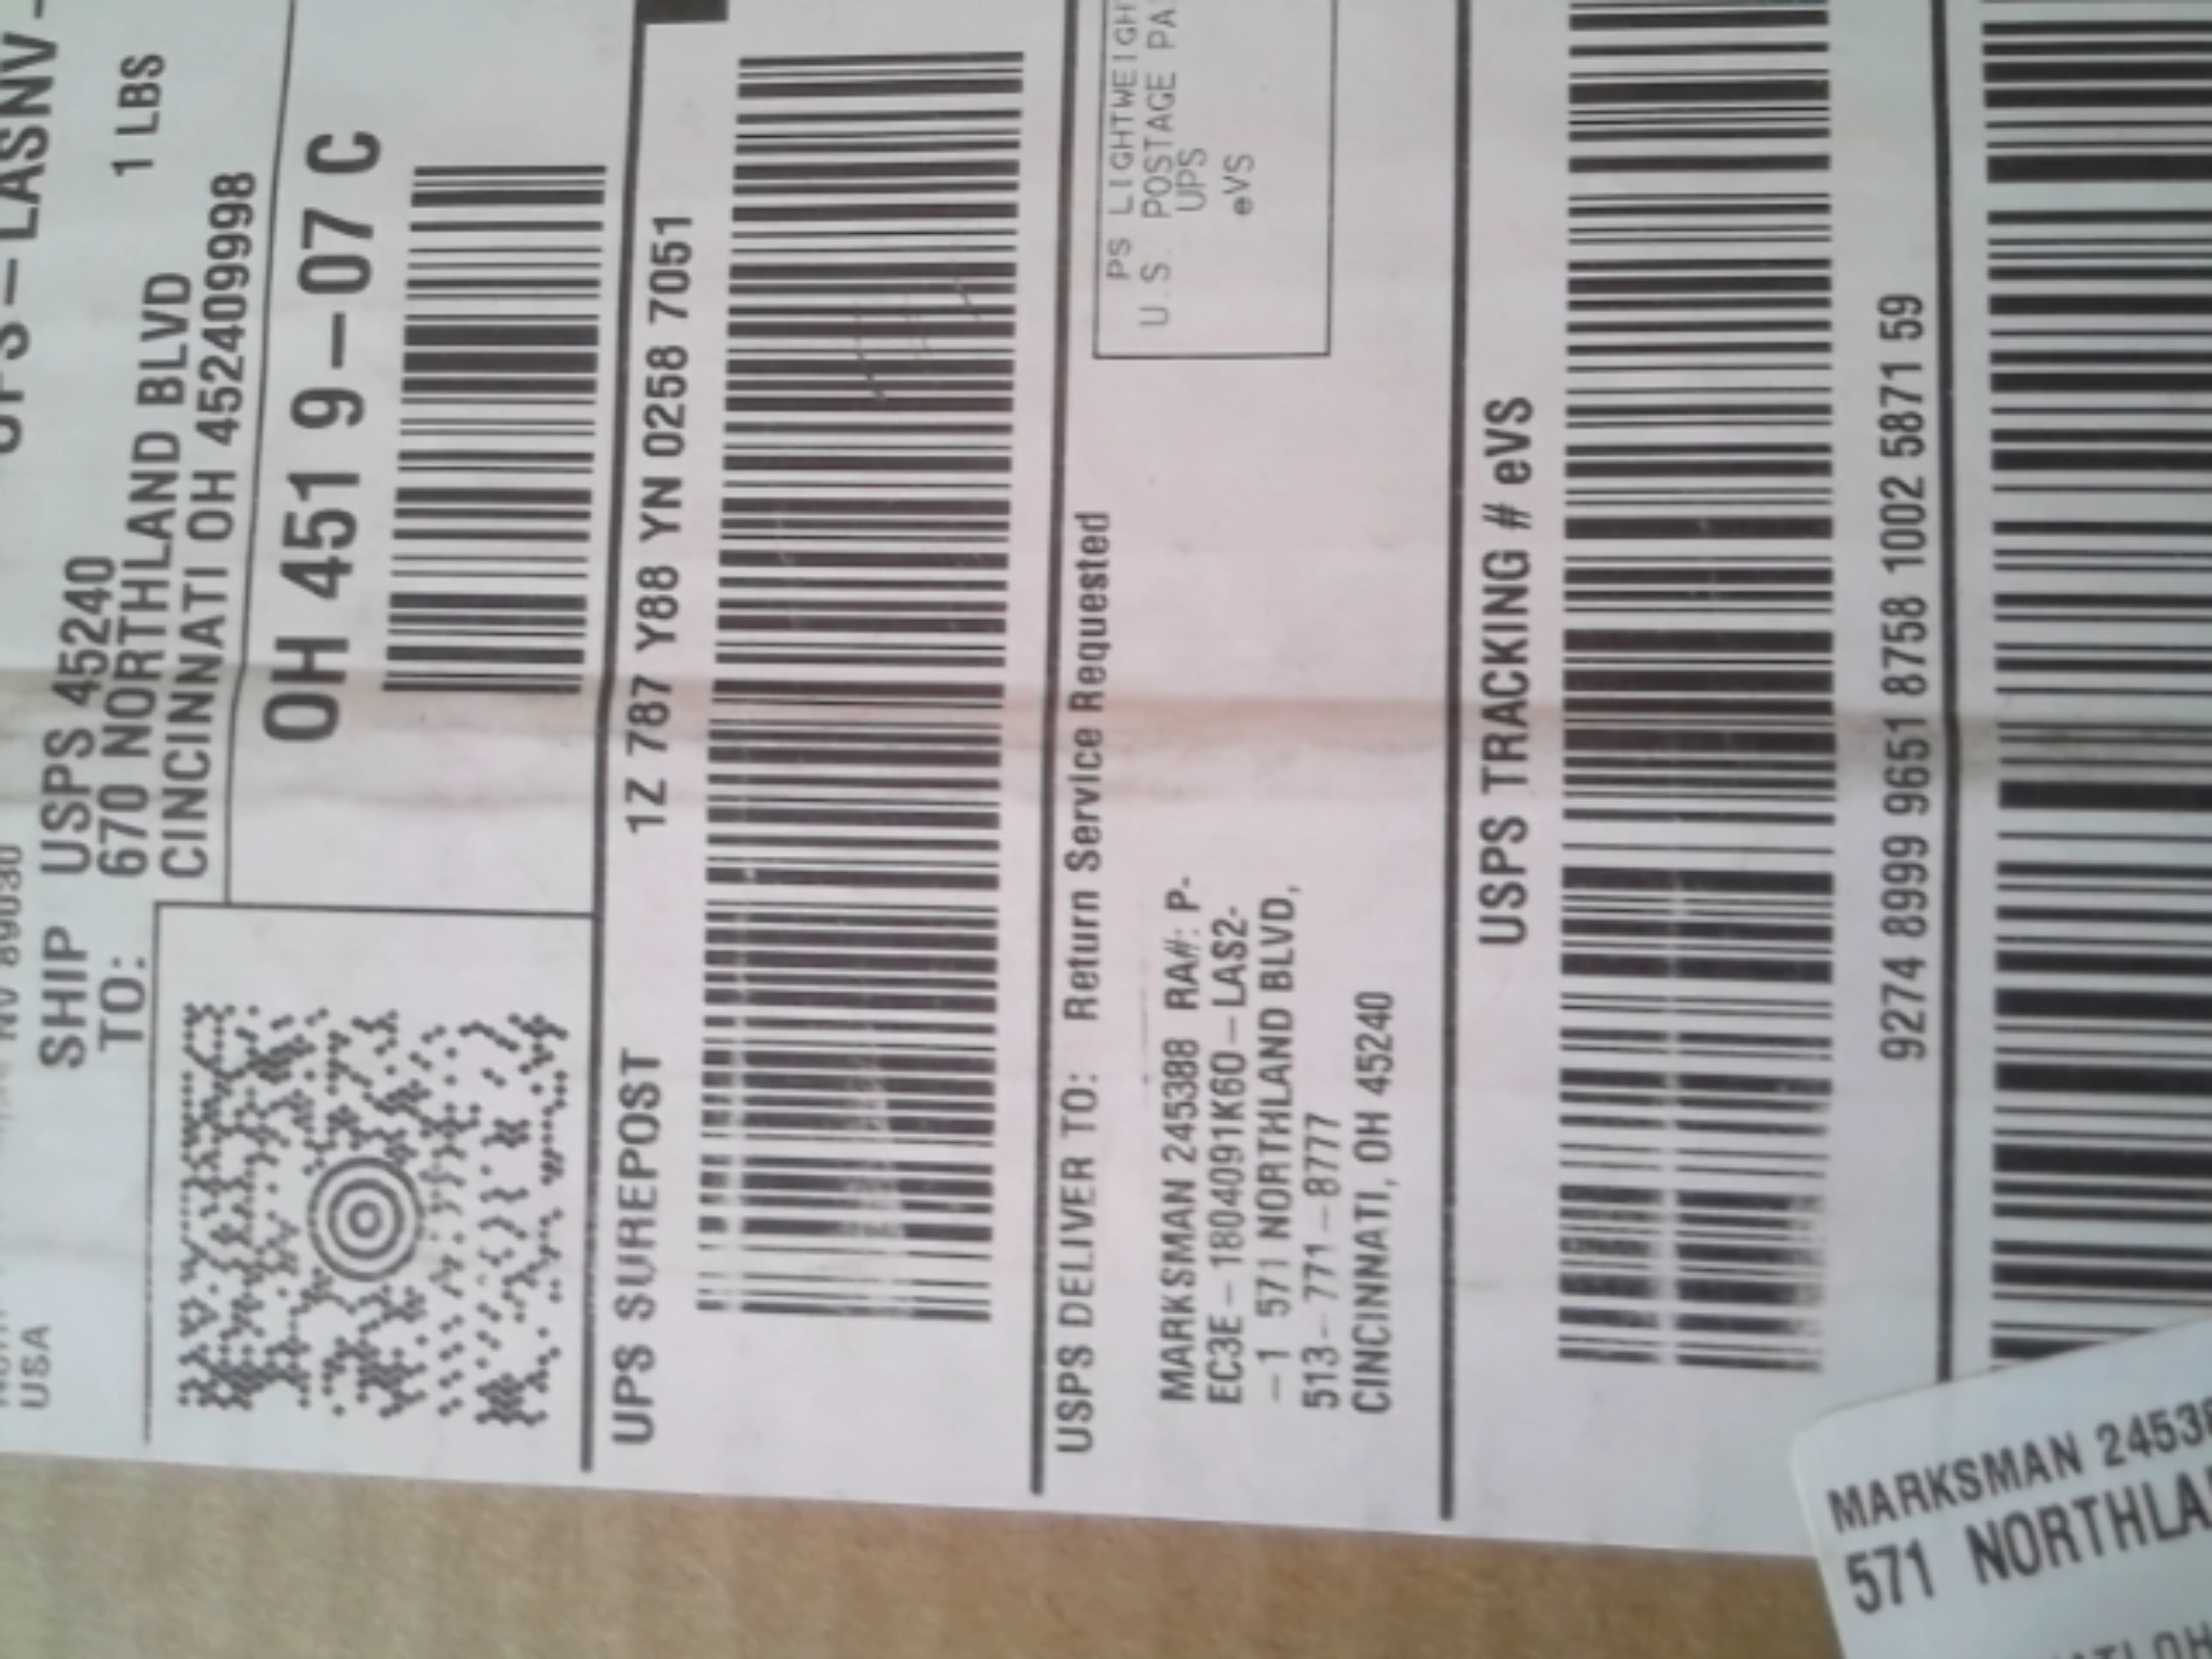 USA
SHIP USPS 45240
TO: 670 NORTHLAND BLVD
CINCINNATI OH 452409998
1 LBS
OH 451 9-07 C
UPS SUREPOST
1Z 787 Y88 YN 0258 7051
USPS DELIVER TO: Return Service Requested
PS LIGHTWEIGH
U.S. POSTAGE PA
UPS
eVS
MARKSMAN 245388 RA#: P-
EC3E-1804091K60-LAS2-
-1 571 NORTHLAND BLVD,
513-771-8777
CINCINNATI, OH 45240
USPS TRACKING # eVS
9274 8999 9651 8758 1002 5871 59
MARKSMAN 24538
571 NORTHLA